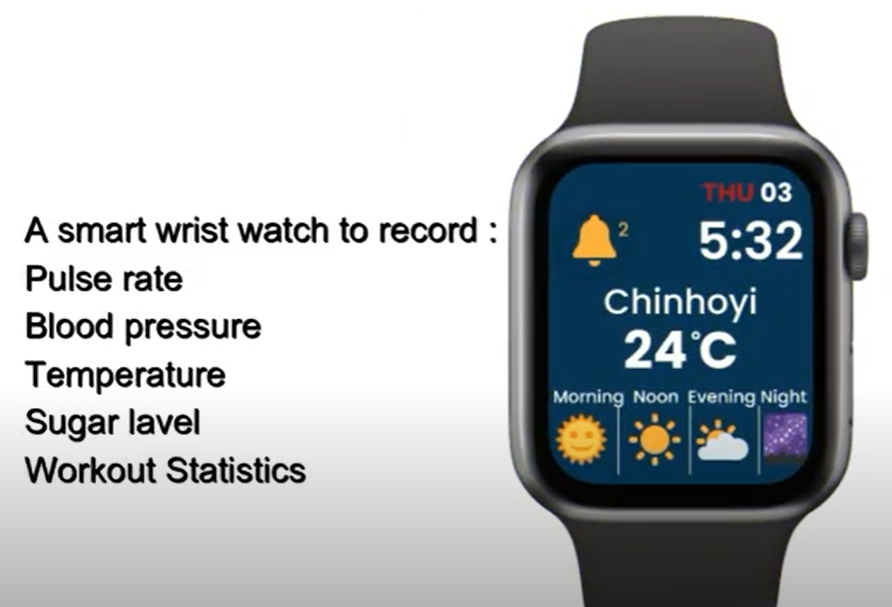 A smart wrist watch to record :
Pulse rate
Blood pressure
Temperature
Sugar lavel
Workout Statistics
THU 03
2
5:32
Chinhoyi
24°C
Morning Noon Evening Night